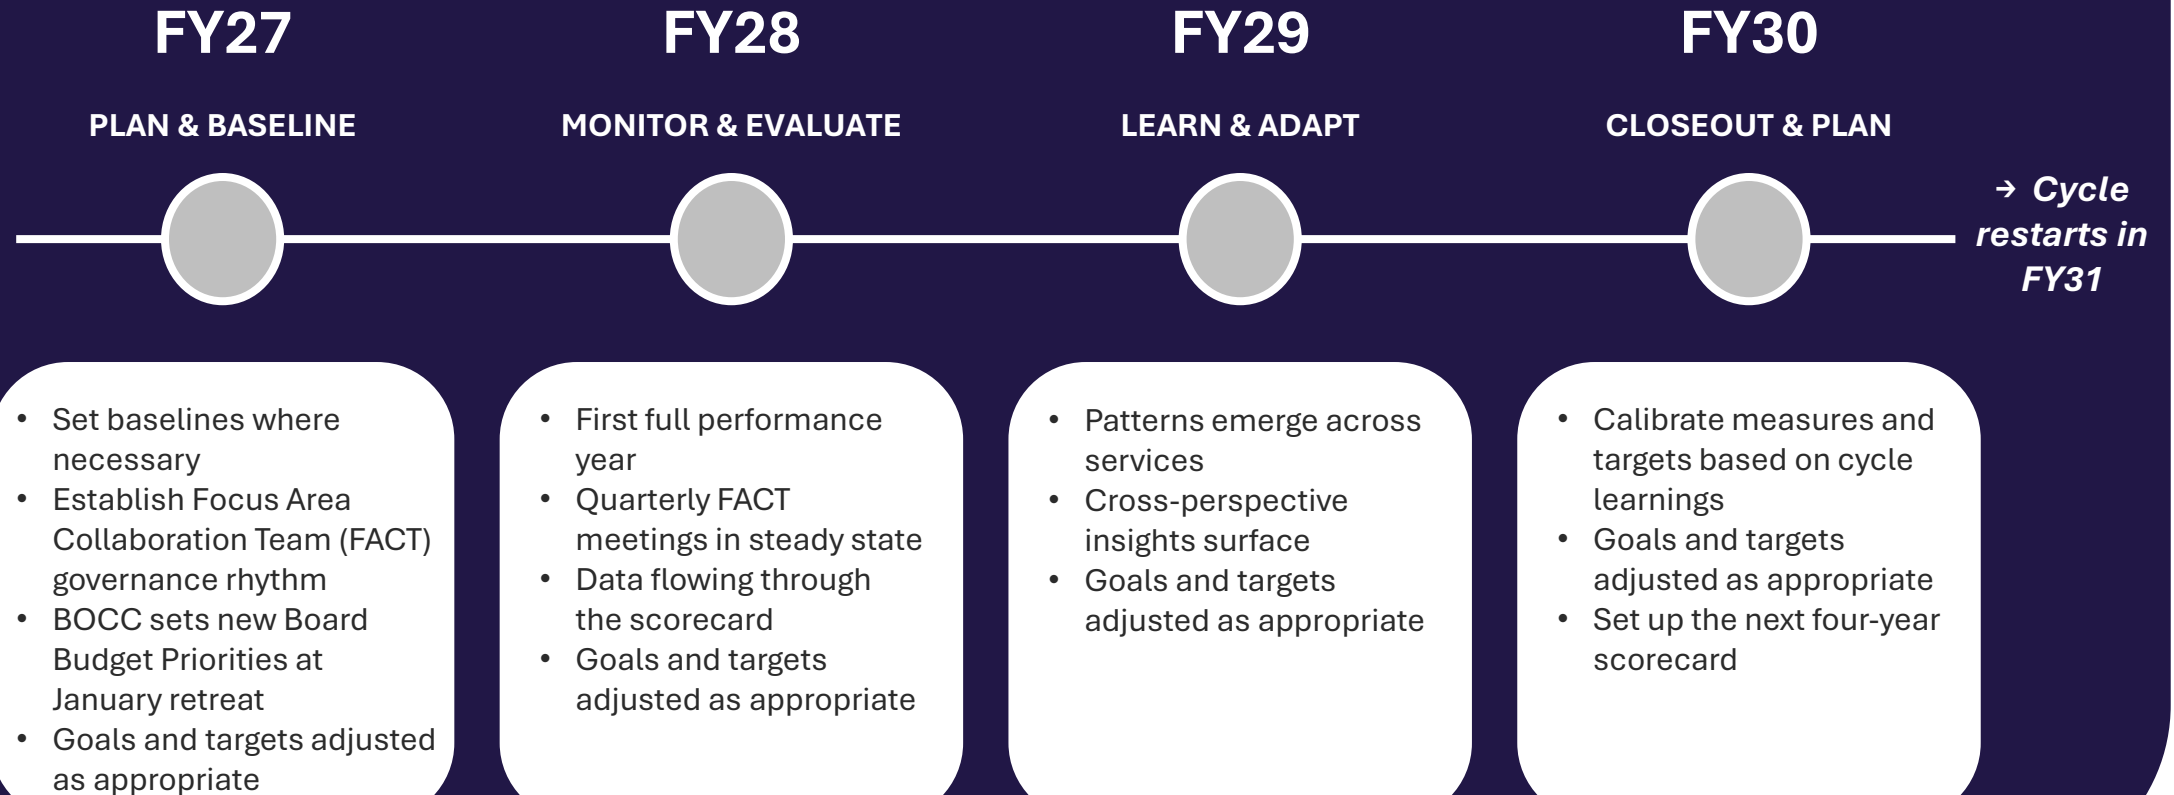 FY27
PLAN & BASELINE
FY28
MONITOR & EVALUATE
FY29
LEARN & ADAPT
FY30
CLOSEOUT & PLAN
→ Cycle
restarts in
FY31
• Set baselines where
necessary
• Establish Focus Area
Collaboration Team (FACT)
governance rhythm
• BOCC sets new Board
Budget Priorities at
January retreat
• Goals and targets adjusted
as appropriate
• First full performance
year
• Quarterly FACT
meetings in steady state
• Data flowing through
the scorecard
• Goals and targets
adjusted as appropriate
• Patterns emerge across
services
• Cross-perspective
insights surface
• Goals and targets
adjusted as appropriate
• Calibrate measures and
targets based on cycle
learnings
• Goals and targets
adjusted as appropriate
• Set up the next four-year
scorecard